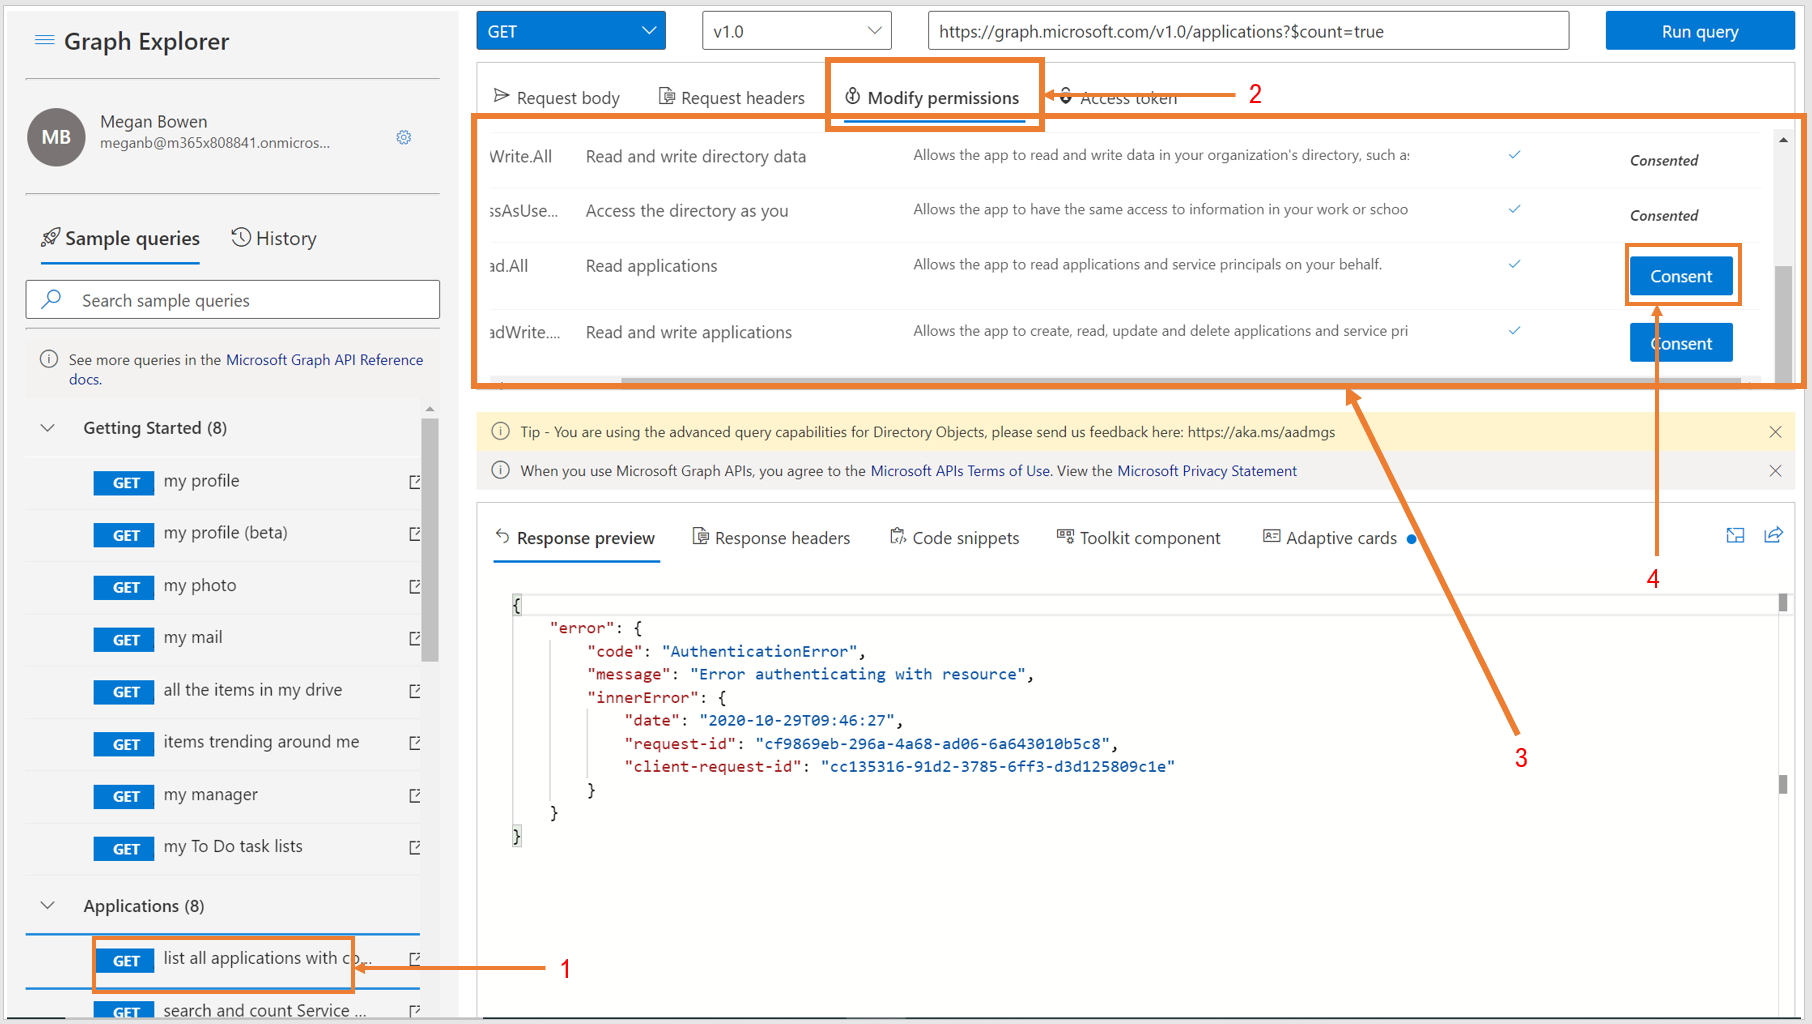 Graph Explorer
MB
Megan Bowen
meganb@m365x808841.onmicros...
Sample queries
History
Search sample queries
See more queries in the Microsoft Graph API Reference
docs.
Getting Started (8)
GET my profile
GET my profile (beta)
GET my photo
GET my mail
GET all the items in my drive
GET items trending around me
GET my manager
GET my To Do task lists
Applications (8)
GET list all applications with co...
1
GET search and count Service ...
GET
v1.0
https://graph.microsoft.com/v1.0/applications?$count=true
Run query
Request body
Request headers
Modify permissions
Access token
2
Write.All Read and write directory data Allows the app to read and write data in your organization's directory, such as Consented
ssAsUse... Access the directory as you Allows the app to have the same access to information in your work or schoo Consented
ad.All Read applications Allows the app to read applications and service principals on your behalf. Consent
adWrite.... Read and write applications Allows the app to create, read, update and delete applications and service pri Consent
Tip - You are using the advanced query capabilities for Directory Objects, please send us feedback here: https://aka.ms/aadmgs
When you use Microsoft Graph APIs, you agree to the Microsoft APIs Terms of Use. View the Microsoft Privacy Statement
Response preview
Response headers
Code snippets
Toolkit component
Adaptive cards
4
3
{
"error": {
"code": "AuthenticationError",
"message": "Error authenticating with resource",
"innerError": {
"date": "2020-10-29T09:46:27",
"request-id": "cf9869eb-296a-4a68-ad06-6a643010b5c8",
"client-request-id": "cc135316-91d2-3785-6ff3-d3d125809c1e"
}
}
}